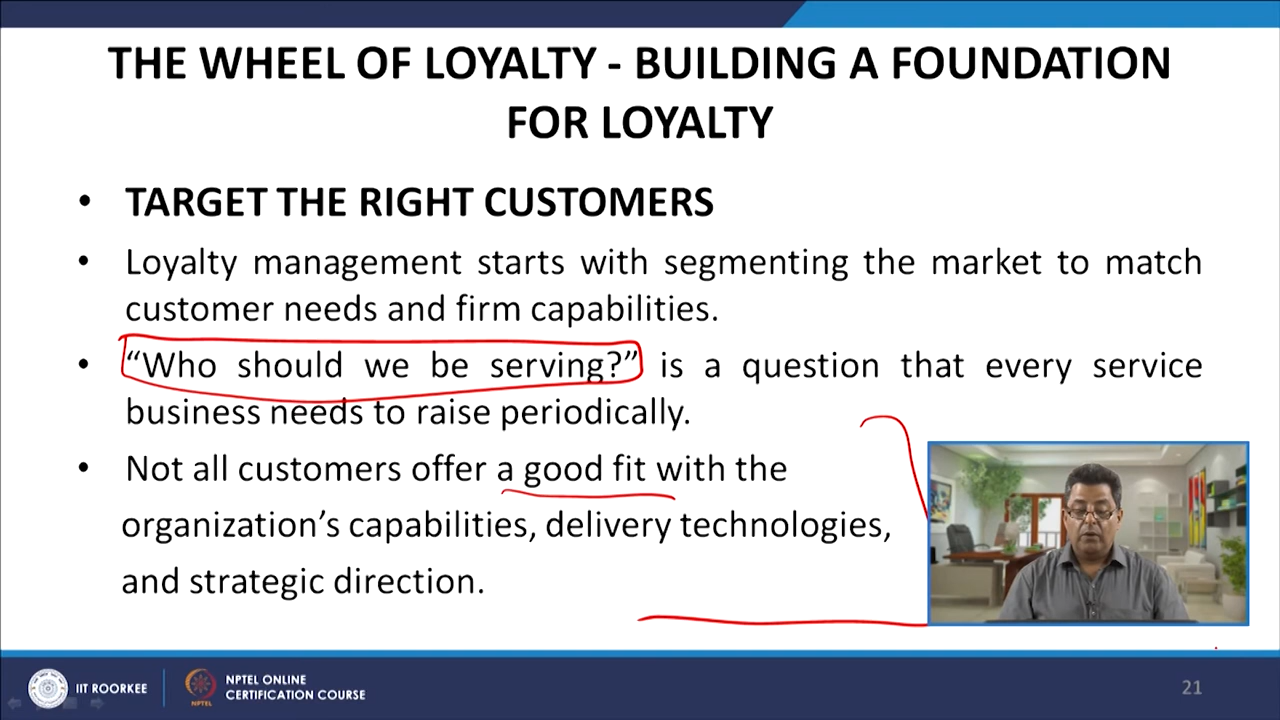 THE WHEEL OF LOYALTY - BUILDING A FOUNDATION
FOR LOYALTY
• TARGET THE RIGHT CUSTOMERS
• Loyalty management starts with segmenting the market to match
customer needs and firm capabilities.
• “Who should we be serving?” is a question that every service
business needs to raise periodically.
• Not all customers offer a good fit with the
organization’s capabilities, delivery technologies,
and strategic direction.
IIT ROORKEE
NPTEL
NPTEL ONLINE
CERTIFICATION COURSE
21